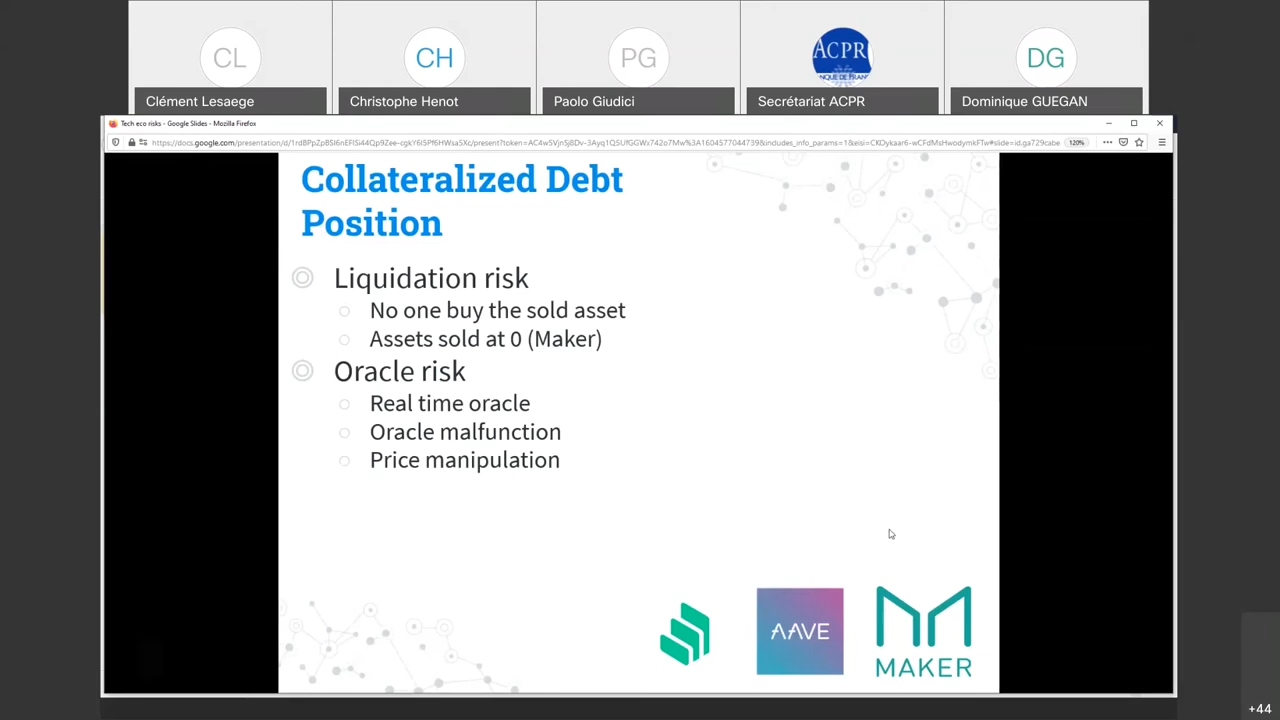 CL
CH
PG
ACPR
DG
Clément Lesaege
Christophe Henot
Paolo Giudici
Secrétariat ACPR
Dominique GUEGAN
Tech eco risks - Google Slides - Mozilla Firefox
120%
Collateralized Debt
Position
Liquidation risk
No one buy the sold asset
Assets sold at 0 (Maker)
Oracle risk
Real time oracle
Oracle malfunction
Price manipulation
AAVE
MAKER
+44